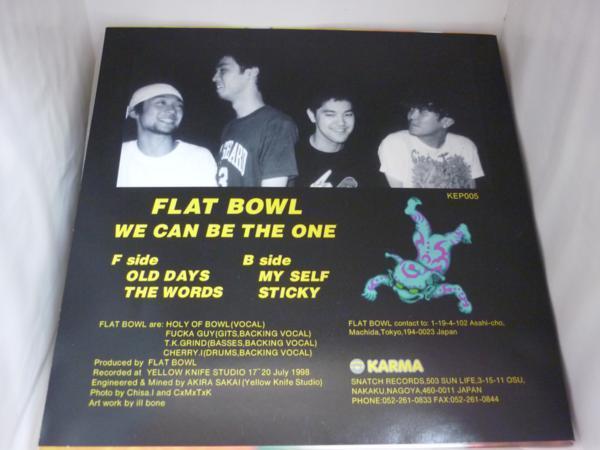 KEP005
FLAT BOWL
WE CAN BE THE ONE
F side
OLD DAYS
THE WORDS
B side
MY SELF
STICKY
FLAT BOWL are: HOLY OF BOWL(VOCAL)
FUCKA GUY(GITS,BACKING VOCAL)
T.K.GRIND(BASSES,BACKING VOCAL)
CHERRY.I(DRUMS,BACKING VOCAL)
Produced by FLAT BOWL
Recorded at YELLOW KNIFE STUDIO 17~20 July 1998
Engineered & Mined by AKIRA SAKAI (Yellow Knife Studio)
Photo by Chisa.I and CxMxTxK
Art work by ill bone
FLAT BOWL contact to: 1-19-4-102 Asahi-cho,
Machida,Tokyo,194-0023 Japan
KARMA
SNATCH RECORDS,503 SUN LIFE,3-15-11 OSU,
NAKAKU,NAGOYA,460-0011 JAPAN
PHONE:052-261-0833 FAX:052-261-0844